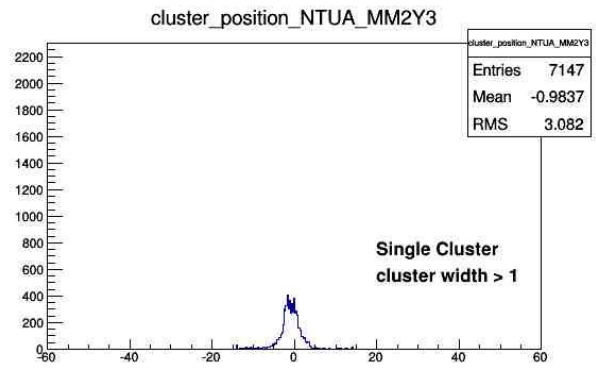 cluster_position_NTUA_MM2Y3
cluster_position_NTUA_MM2Y3
Entries 7147
Mean -0.9837
RMS 3.082
2200
2000
1800
1600
1400
1200
1000
800
600
400
200
0
Single Cluster
cluster width > 1
-60 -40 -20 0 20 40 60